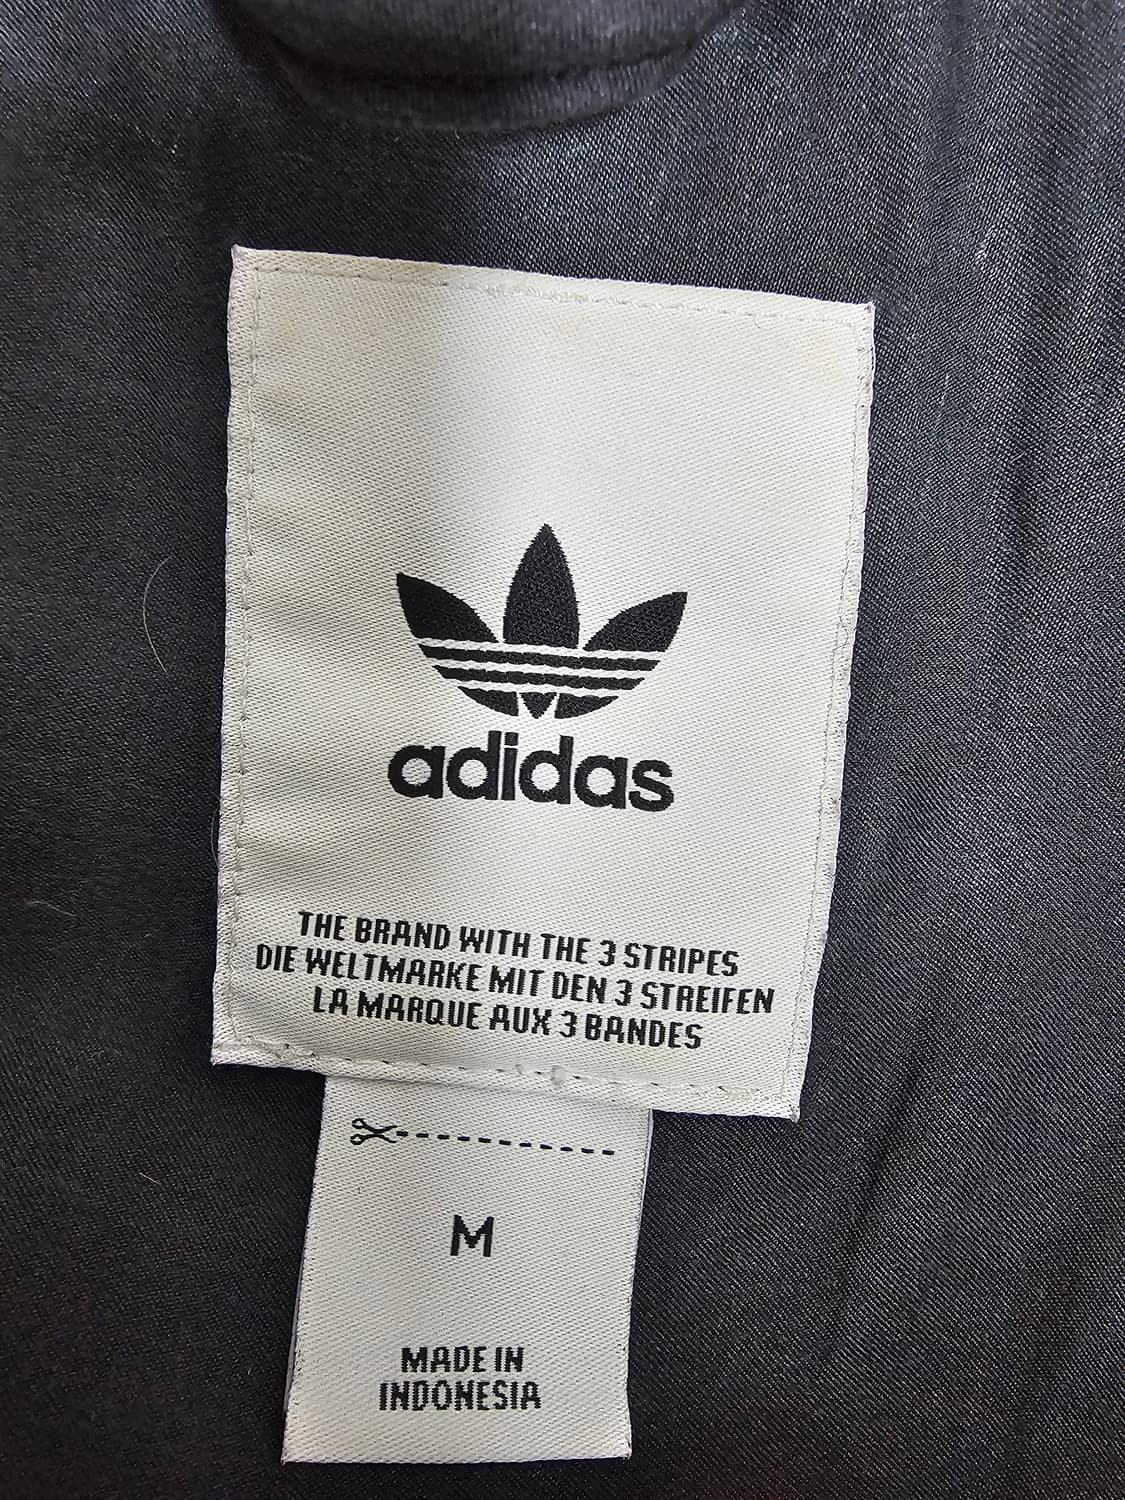 adidas
THE BRAND WITH THE 3 STRIPES
DIE WELTMARKE MIT DEN 3 STREIFEN
LA MARQUE AUX 3 BANDES
M
MADE IN
INDONESIA